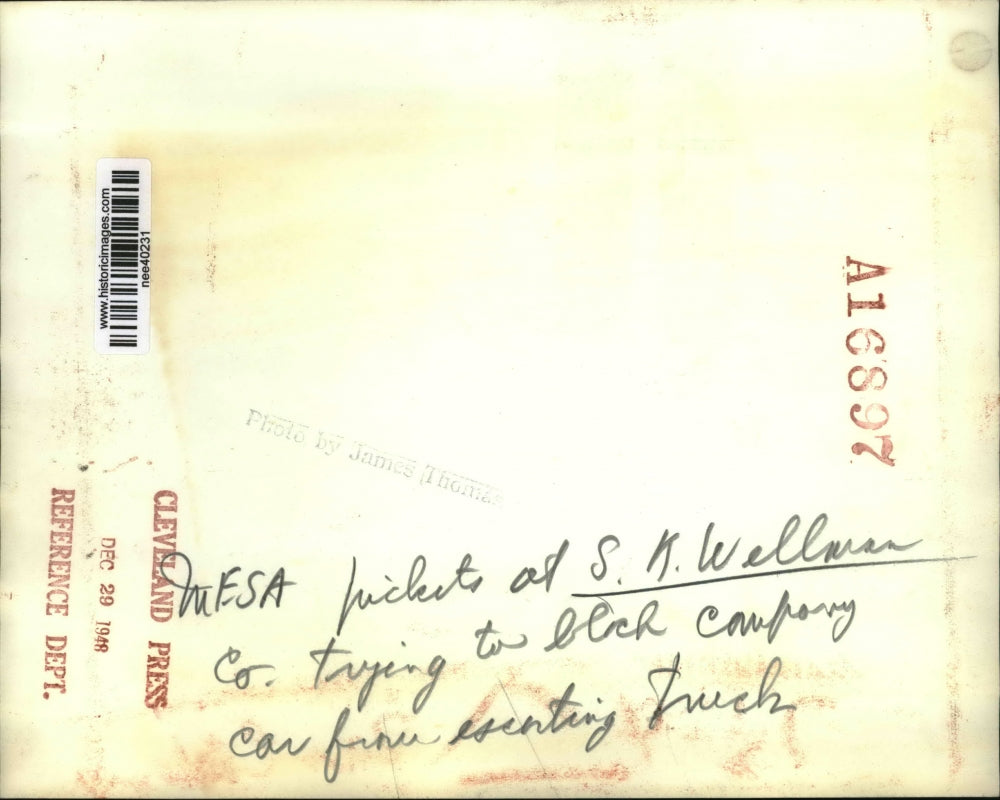 www.historicimages.com
nee40231
A16897
Photo by James Thomas
CLEVELAND PRESS
DEC 29 1948
REFERENCE DEPT.
MESA pickets at S. K. Wellman
Co. trying to block company
car from escorting truck